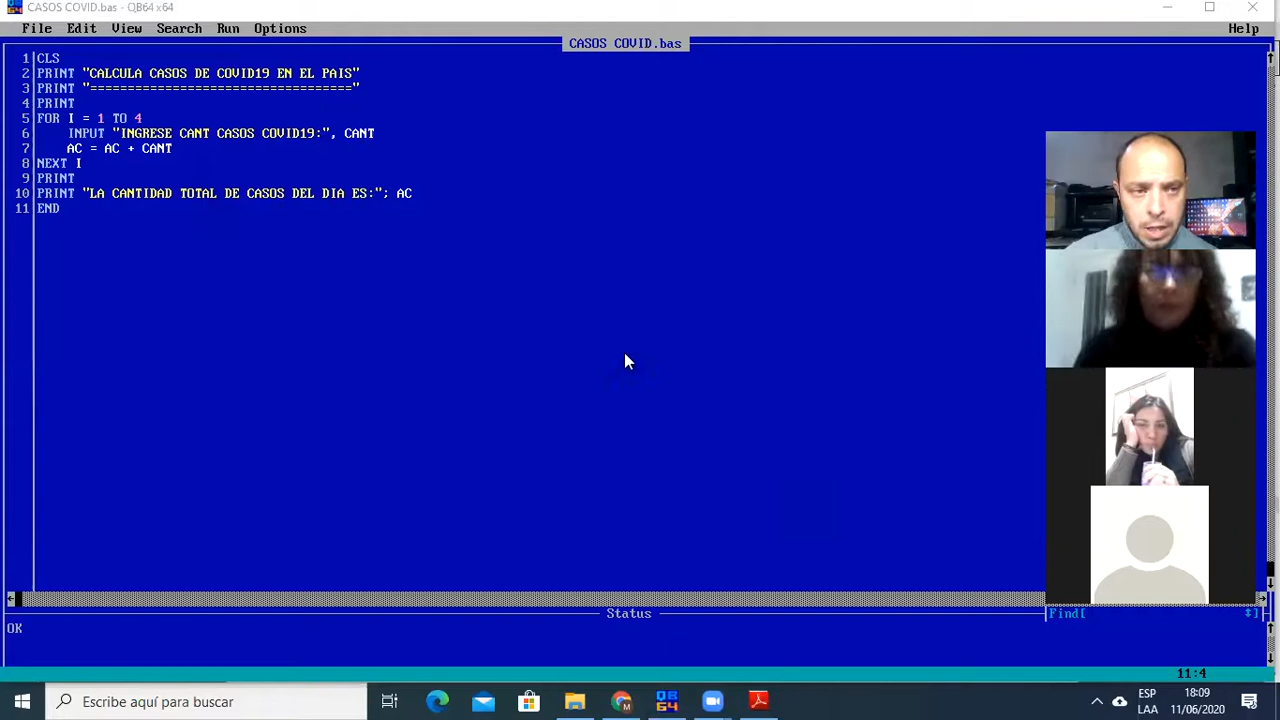 CASOS COVID.bas - QB64 x64
File Edit View Search Run Options Help
CASOS COVID.bas
1 CLS
2 PRINT "CALCULA CASOS DE COVID19 EN EL PAIS"
3 PRINT "==================================="
4 PRINT
5 FOR I = 1 TO 4
6 INPUT "INGRESE CANT CASOS COVID19:", CANT
7 AC = AC + CANT
8 NEXT I
9 PRINT
10 PRINT "LA CANTIDAD TOTAL DE CASOS DEL DIA ES:"; AC
11 END
Status
Find[ ]
OK
11:4
Escribe aquí para buscar
QB
64
ESP
LAA
18:09
11/06/2020